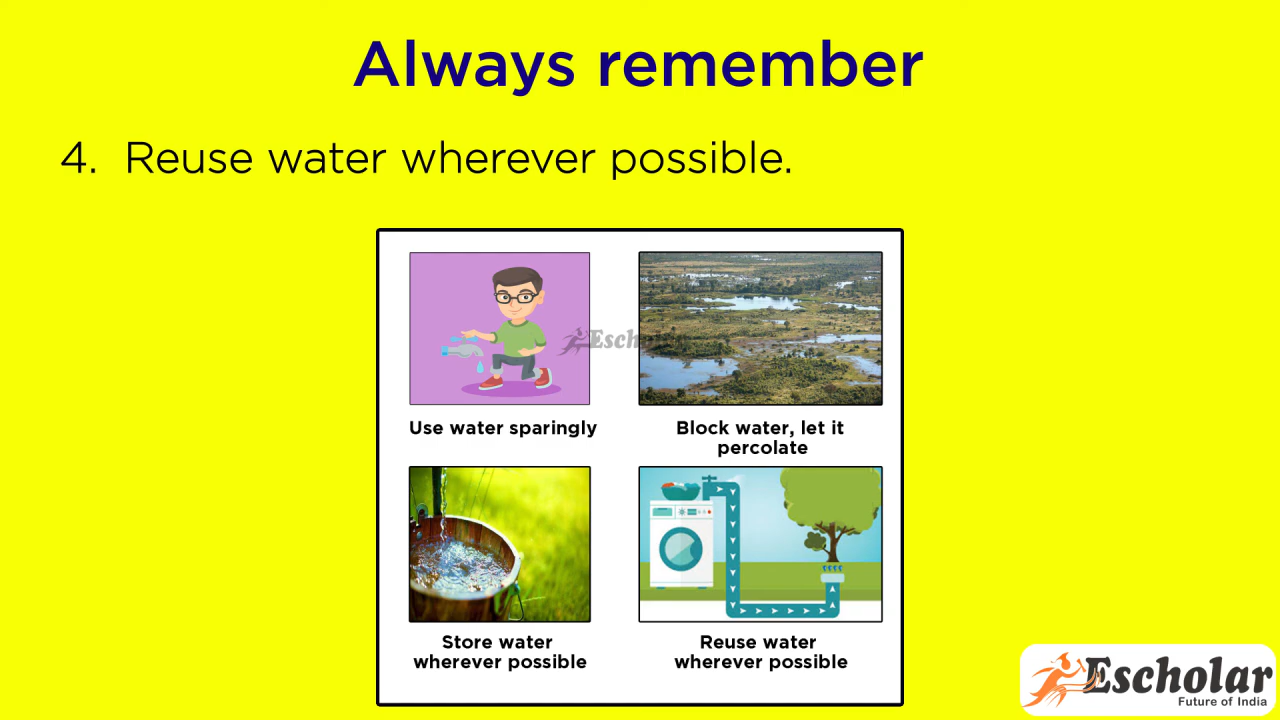 Always remember
4. Reuse water wherever possible.
Escholar
Use water sparingly
Block water, let it
percolate
Store water
wherever possible
Reuse water
wherever possible
Escholar
Future of India